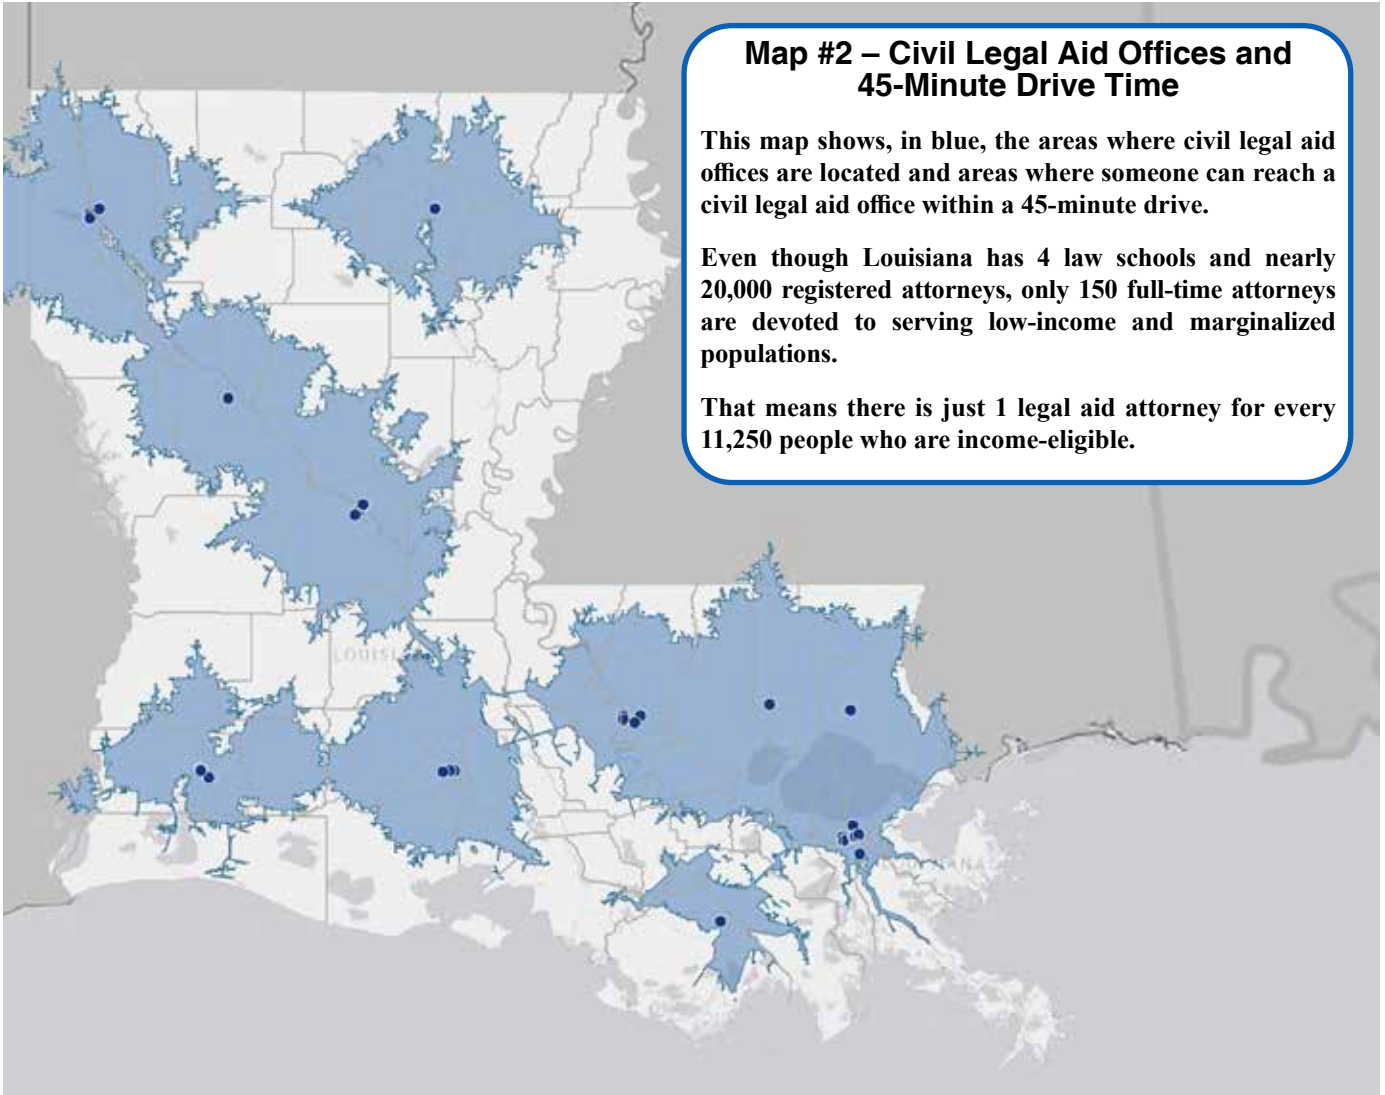 Map #2 – Civil Legal Aid Offices and
45-Minute Drive Time
This map shows, in blue, the areas where civil legal aid
offices are located and areas where someone can reach a
civil legal aid office within a 45-minute drive.
Even though Louisiana has 4 law schools and nearly
20,000 registered attorneys, only 150 full-time attorneys
are devoted to serving low-income and marginalized
populations.
That means there is just 1 legal aid attorney for every
11,250 people who are income-eligible.